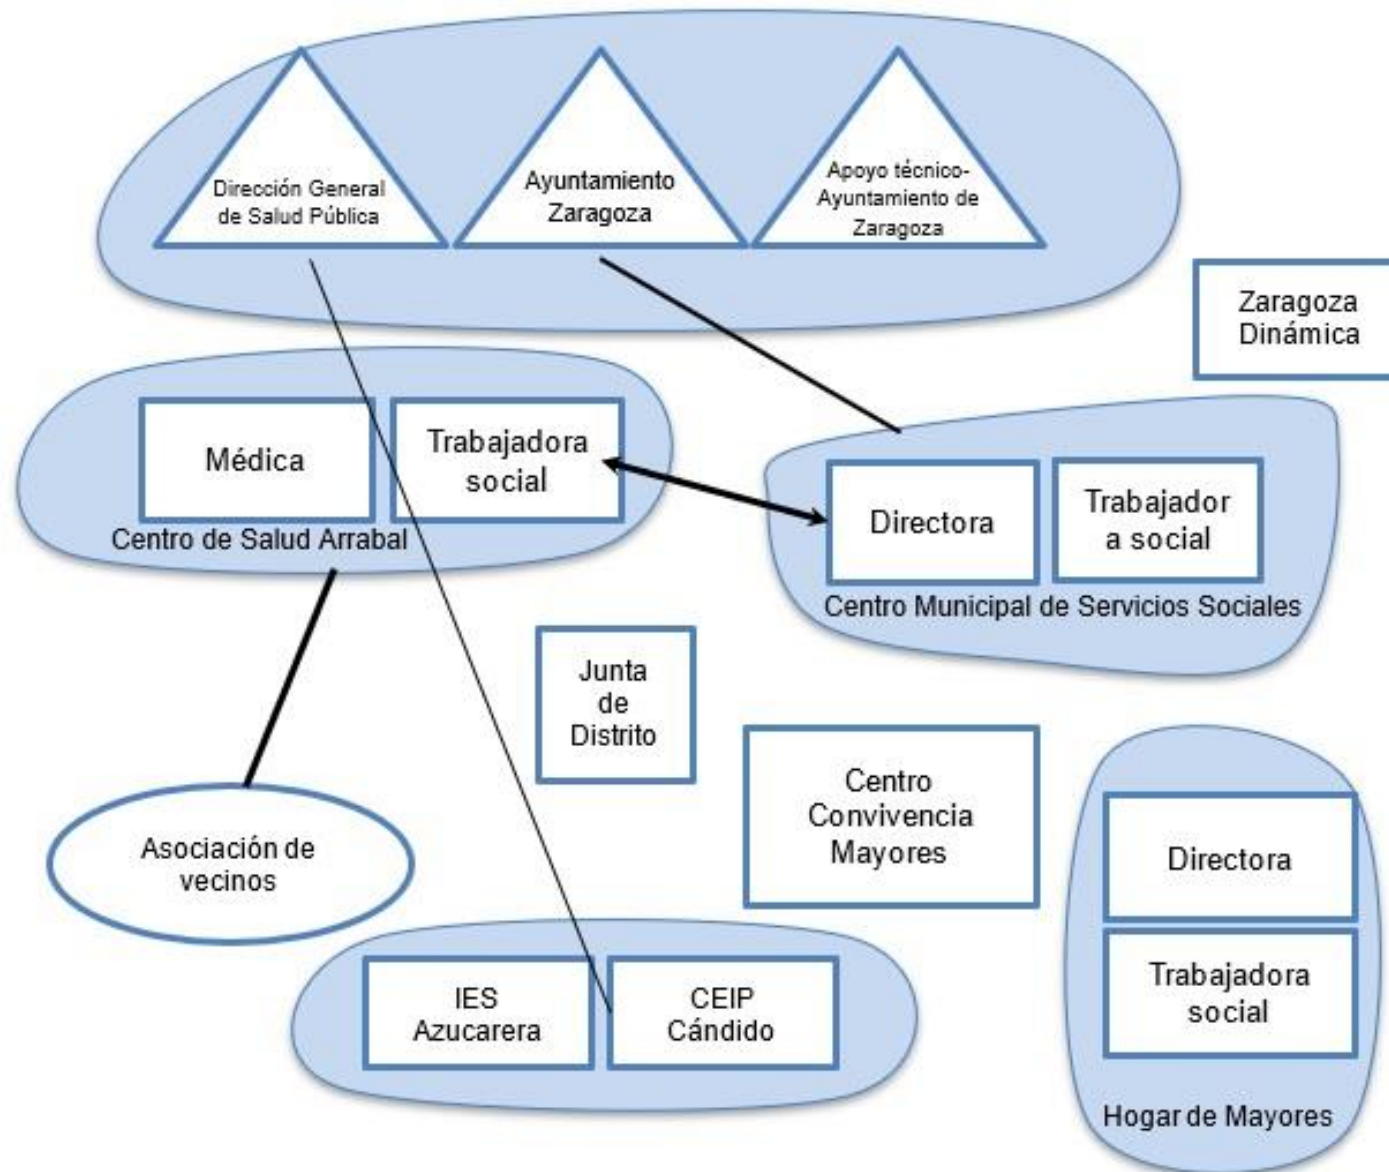 Dirección General
de Salud Pública
Ayuntamiento
Zaragoza
Apoyo técnico-
Ayuntamiento de
Zaragoza
Zaragoza
Dinámica
Médica
Trabajadora
social
Centro de Salud Arrabal
Directora
Trabajador
a social
Centro Municipal de Servicios Sociales
Junta
de
Distrito
Centro
Convivencia
Mayores
Asociación de
vecinos
Directora
Trabajadora
social
Hogar de Mayores
IES
Azucarera
CEIP
Cándido